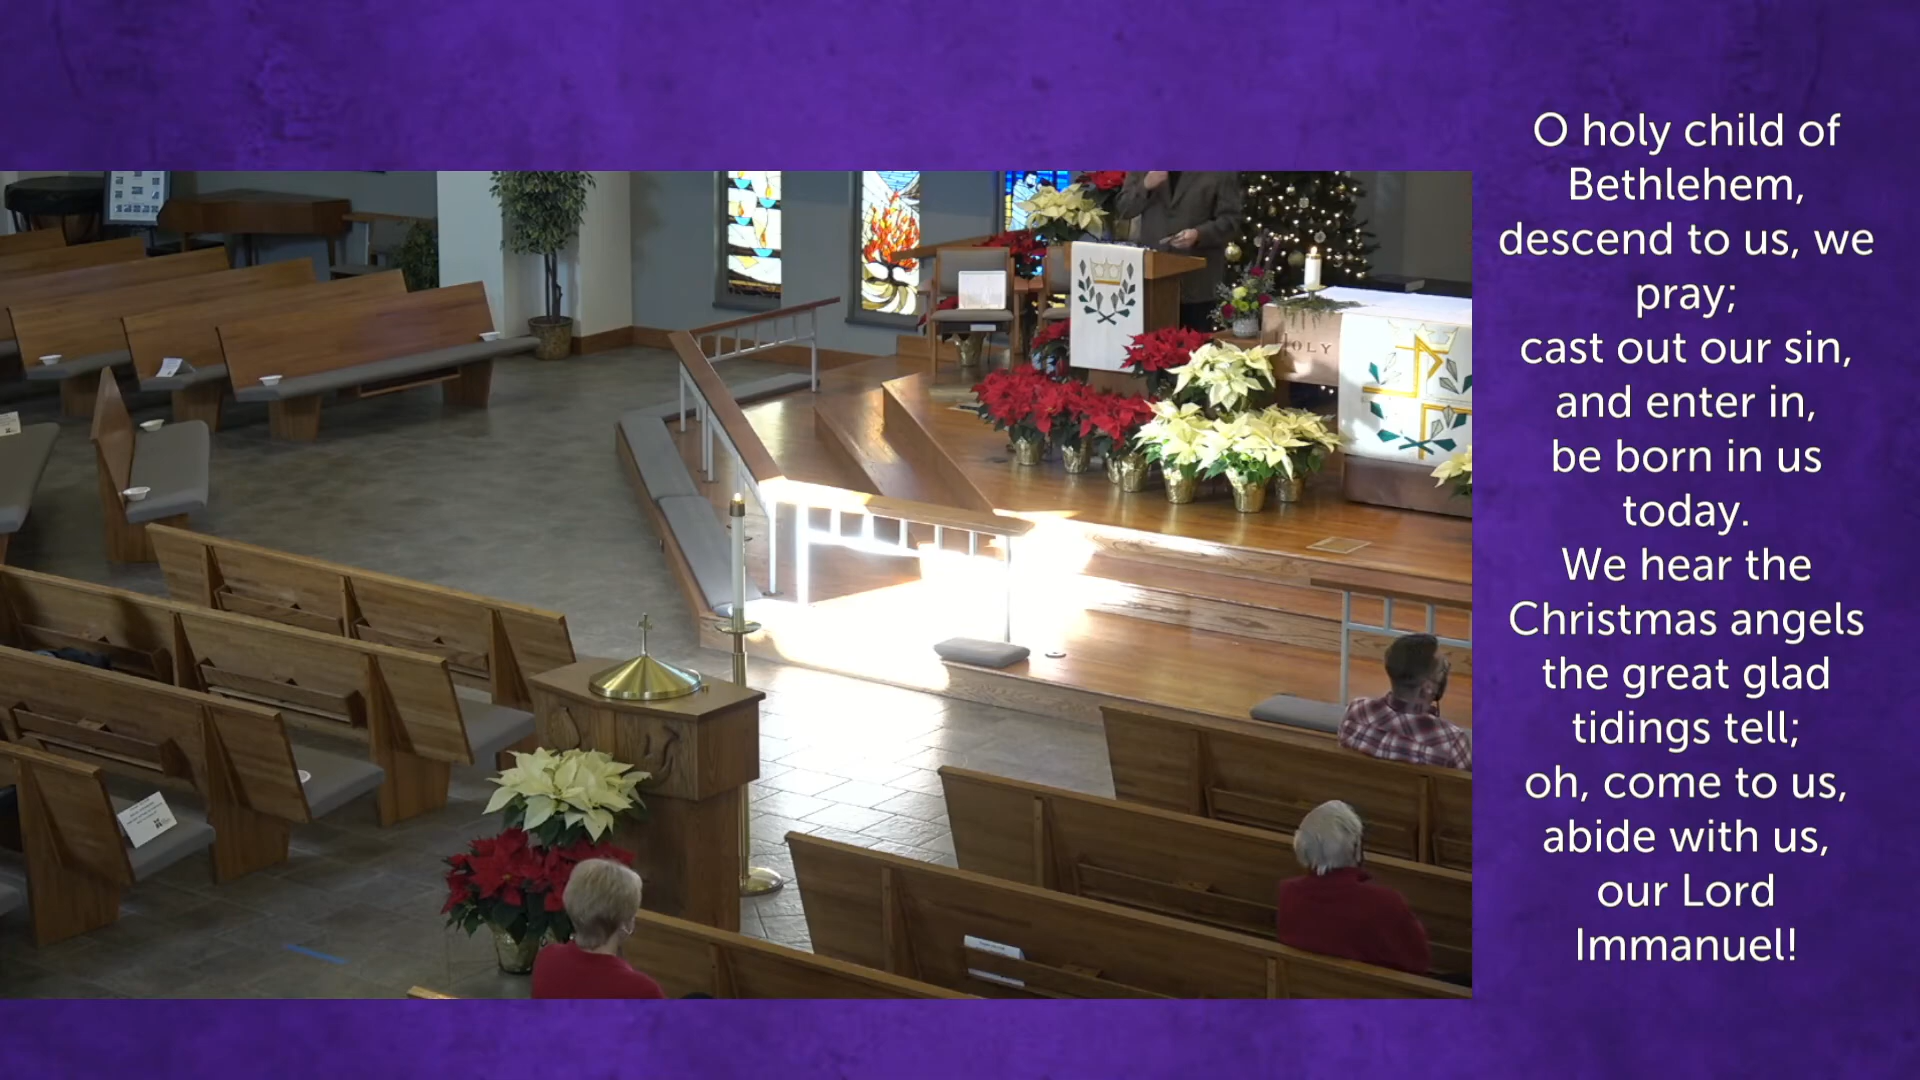 O holy child of
Bethlehem,
descend to us, we
pray;
cast out our sin,
and enter in,
be born in us
today.
We hear the
Christmas angels
the great glad
tidings tell;
oh, come to us,
abide with us,
our Lord
Immanuel!
HOLY